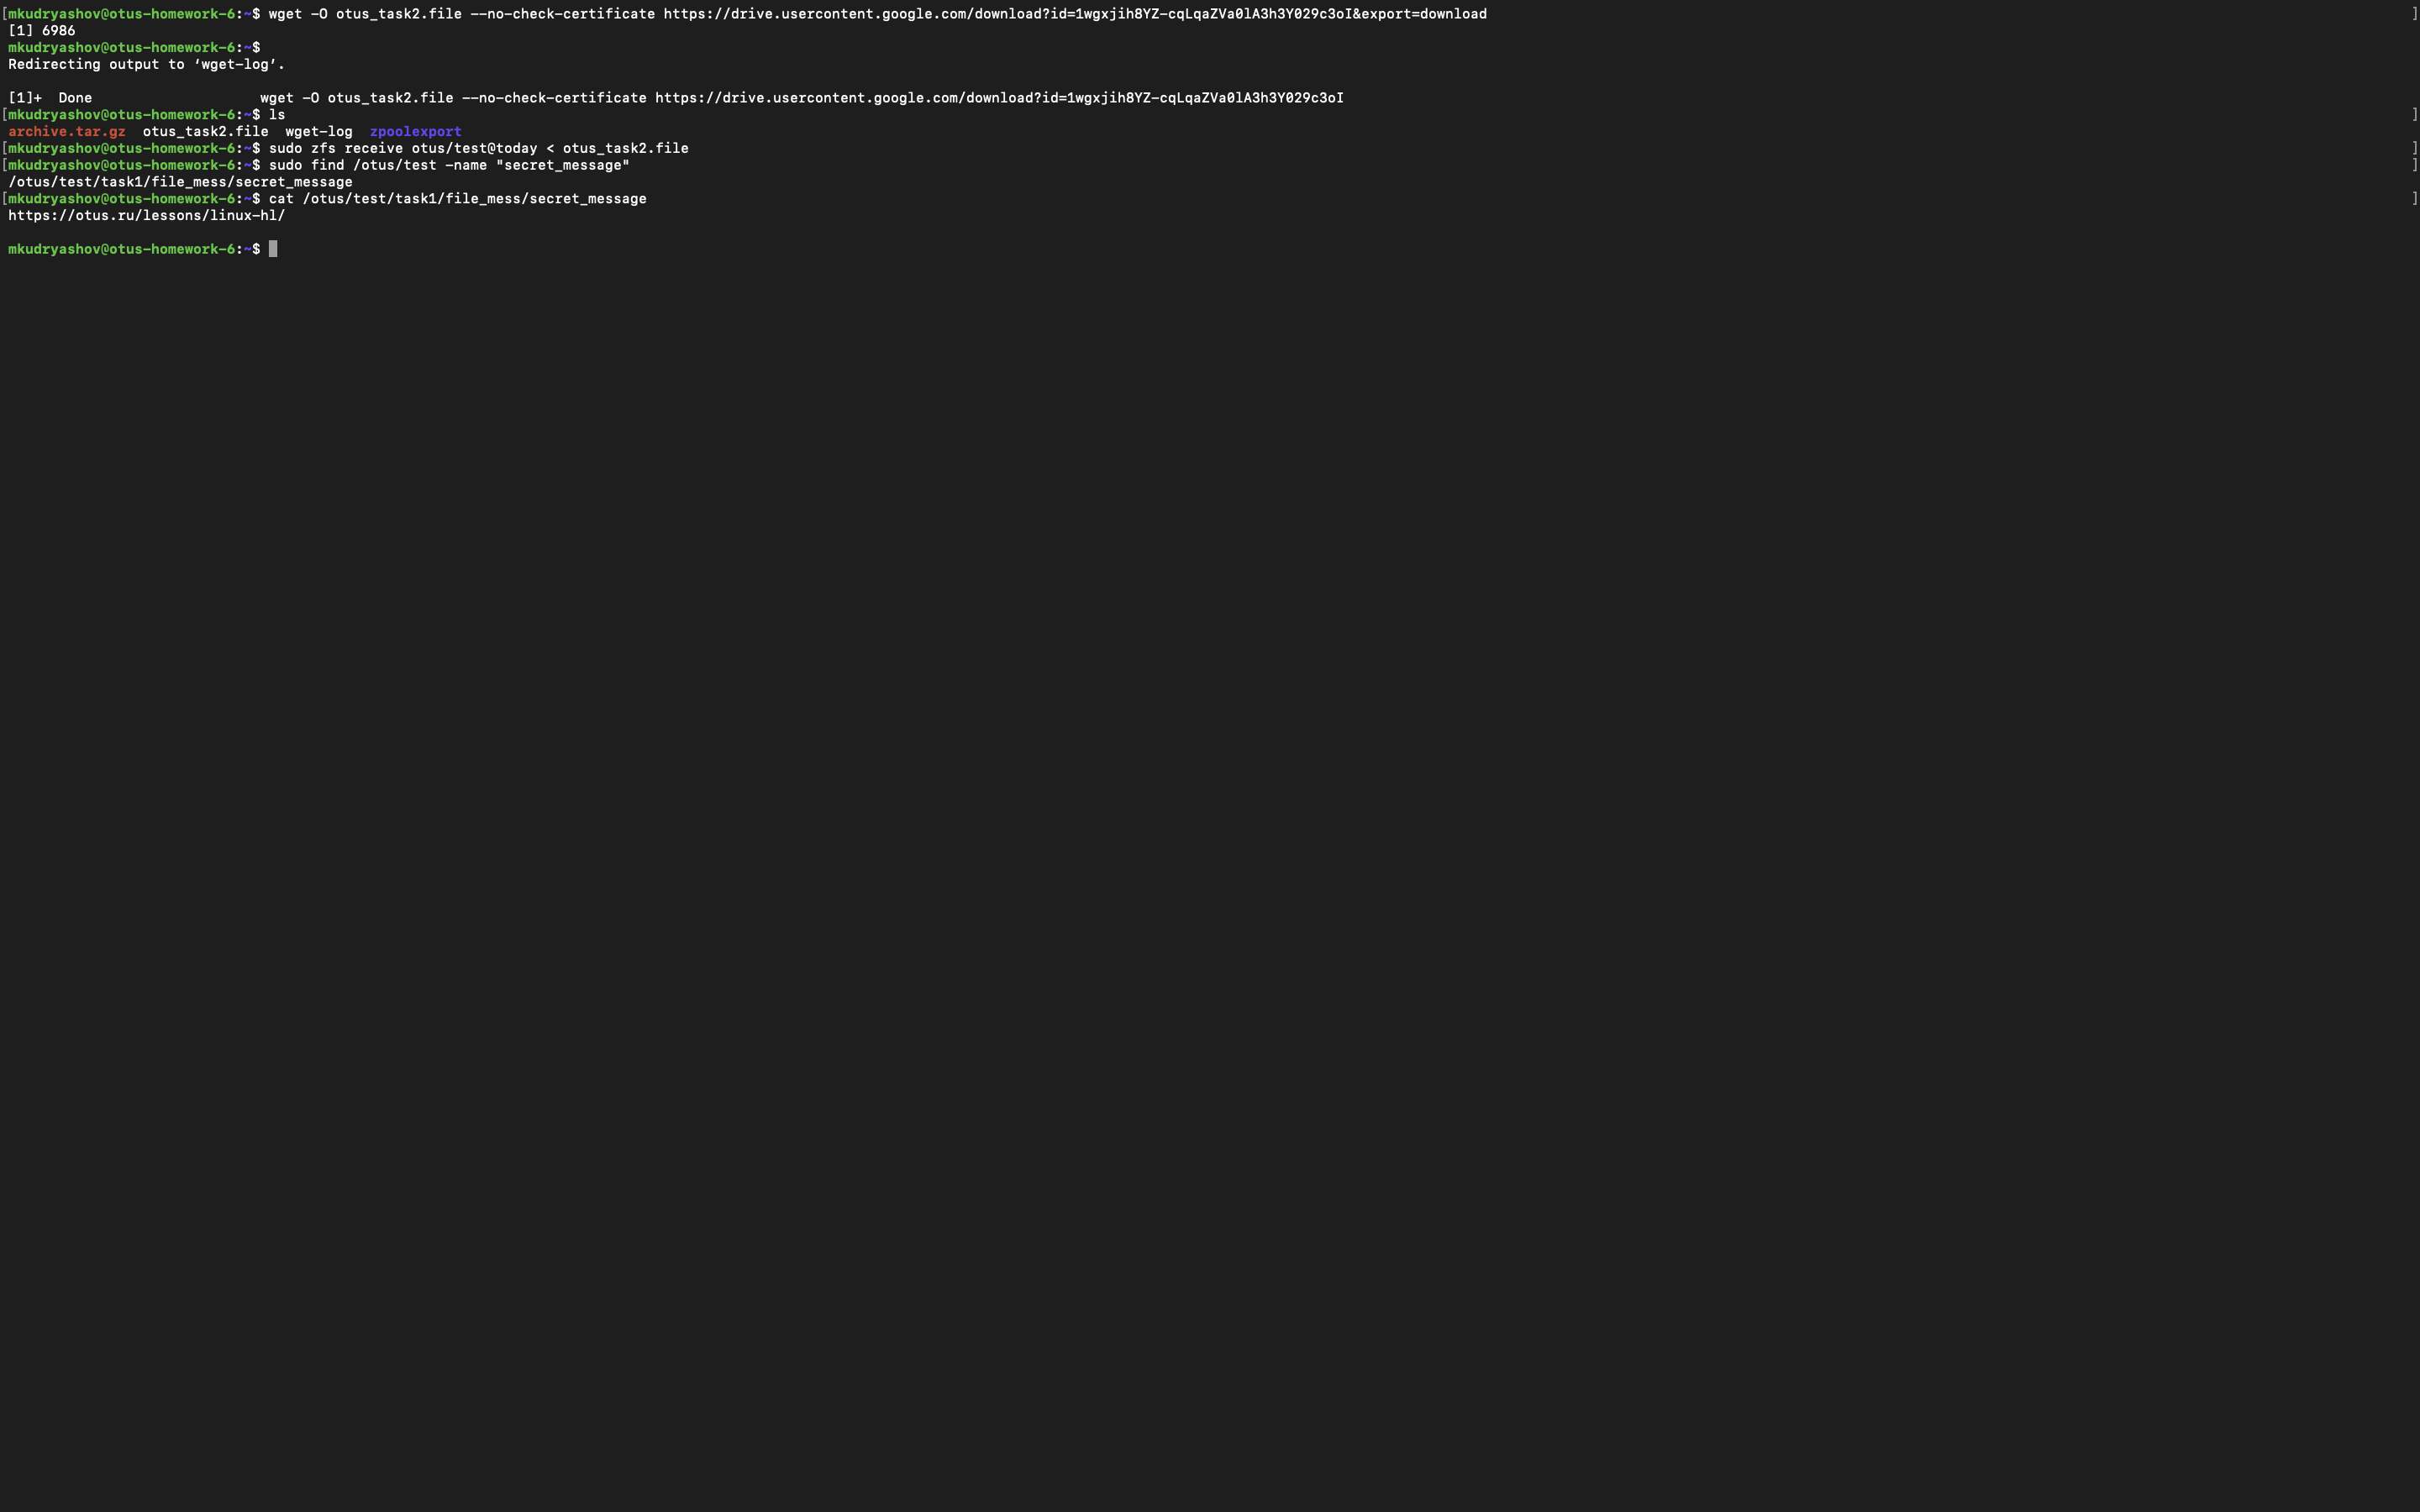 [mkudryashov@otus-homework-6:~$ wget -O otus_task2.file --no-check-certificate https://drive.usercontent.google.com/download?id=1wgxjih8YZ-cqLqaZVa0lA3h3Y029c3oI&export=download ]
[1] 6986
mkudryashov@otus-homework-6:~$
Redirecting output to ‘wget-log’.
[1]+  Done                    wget -O otus_task2.file --no-check-certificate https://drive.usercontent.google.com/download?id=1wgxjih8YZ-cqLqaZVa0lA3h3Y029c3oI
[mkudryashov@otus-homework-6:~$ ls ]
archive.tar.gz  otus_task2.file  wget-log  zpoolexport
[mkudryashov@otus-homework-6:~$ sudo zfs receive otus/test@today < otus_task2.file ]
[mkudryashov@otus-homework-6:~$ sudo find /otus/test -name "secret_message" ]
/otus/test/task1/file_mess/secret_message
[mkudryashov@otus-homework-6:~$ cat /otus/test/task1/file_mess/secret_message ]
https://otus.ru/lessons/linux-hl/
mkudryashov@otus-homework-6:~$